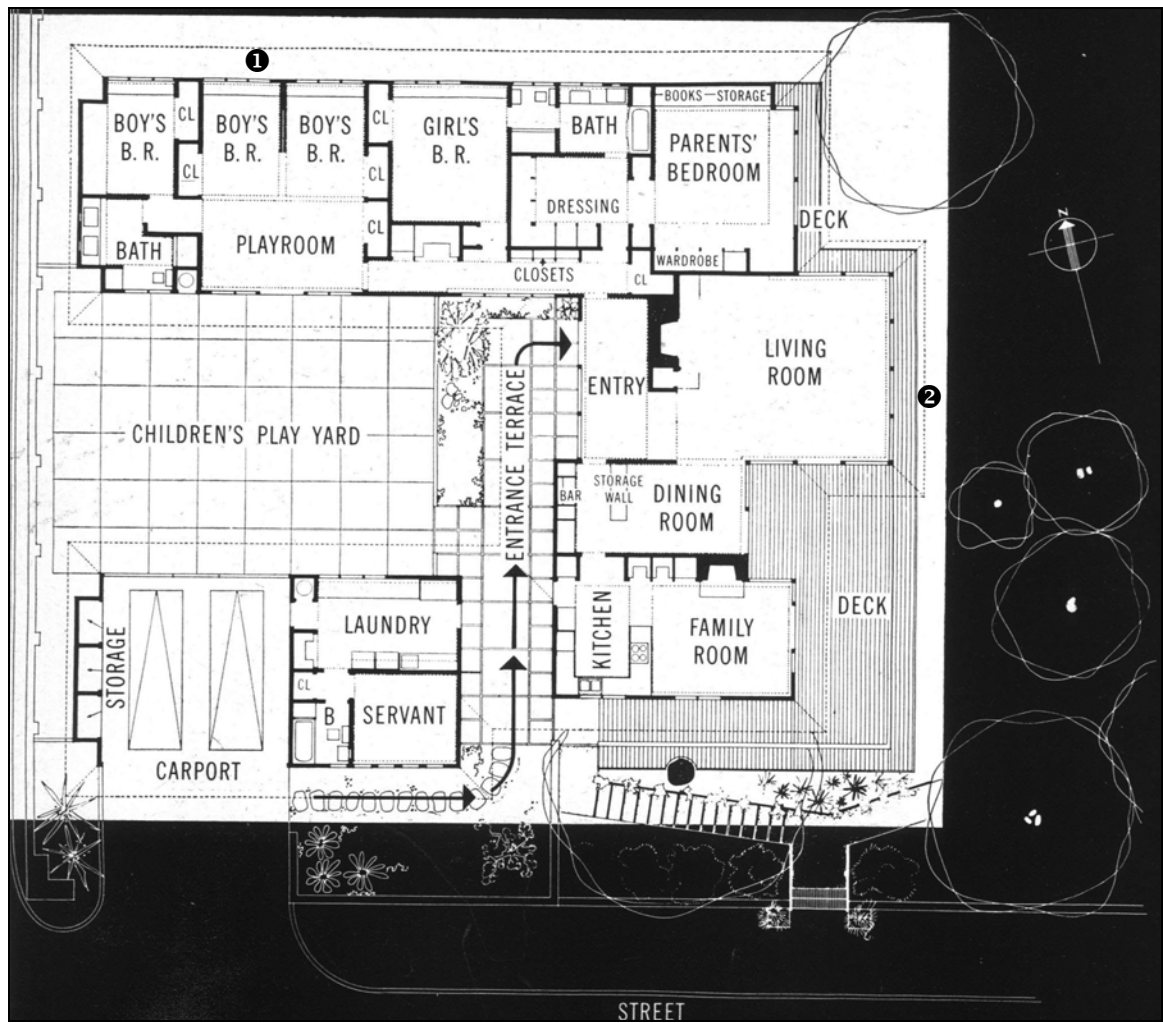 ❶
BOOKS STORAGE
BOY'S
B. R.
CL
BOY'S
B. R.
BOY'S
B. R.
CL
GIRL'S
B. R.
BATH
PARENTS'
BEDROOM
CL
CL
DRESSING
DECK
N
BATH
PLAYROOM
CL
CLOSETS
CL
WARDROBE
LIVING
ROOM
ENTRY
❷
CHILDREN'S PLAY YARD
ENTRANCE TERRACE
BAR
STORAGE
WALL
DINING
ROOM
DECK
STORAGE
LAUNDRY
KITCHEN
FAMILY
ROOM
CL
B
SERVANT
CARPORT
STREET